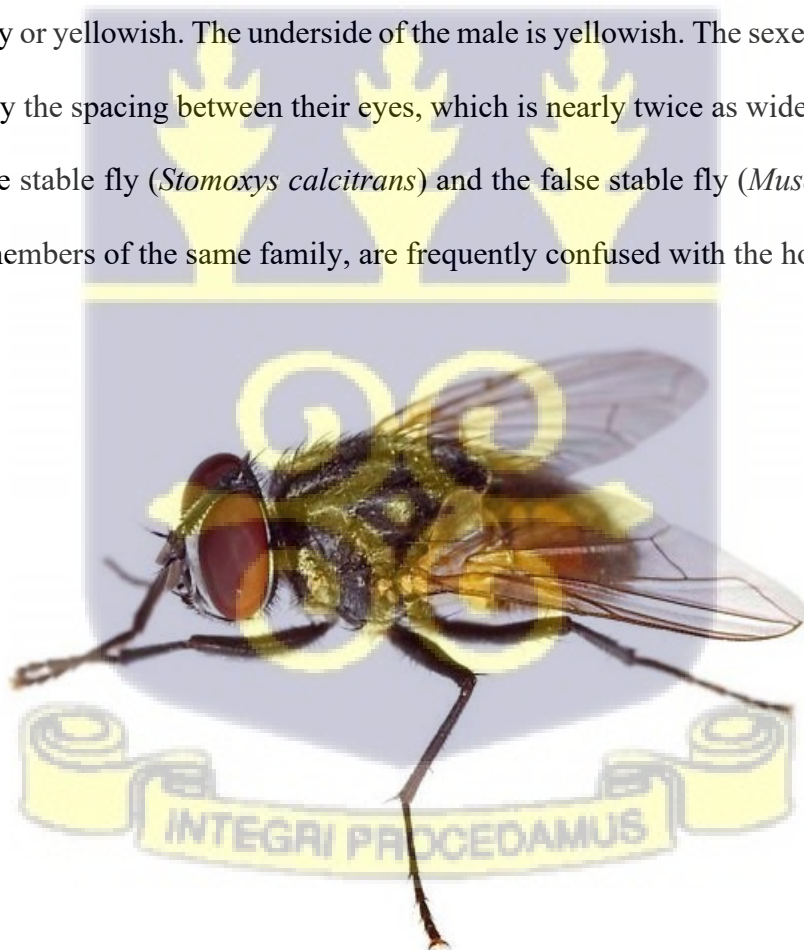 y or yellowish. The underside of the male is yellowish. The sexe
y the spacing between their eyes, which is nearly twice as wide
e stable fly (Stomoxys calcitrans) and the false stable fly (Mus
members of the same family, are frequently confused with the ho
INTEGRI PROCEDAMUS